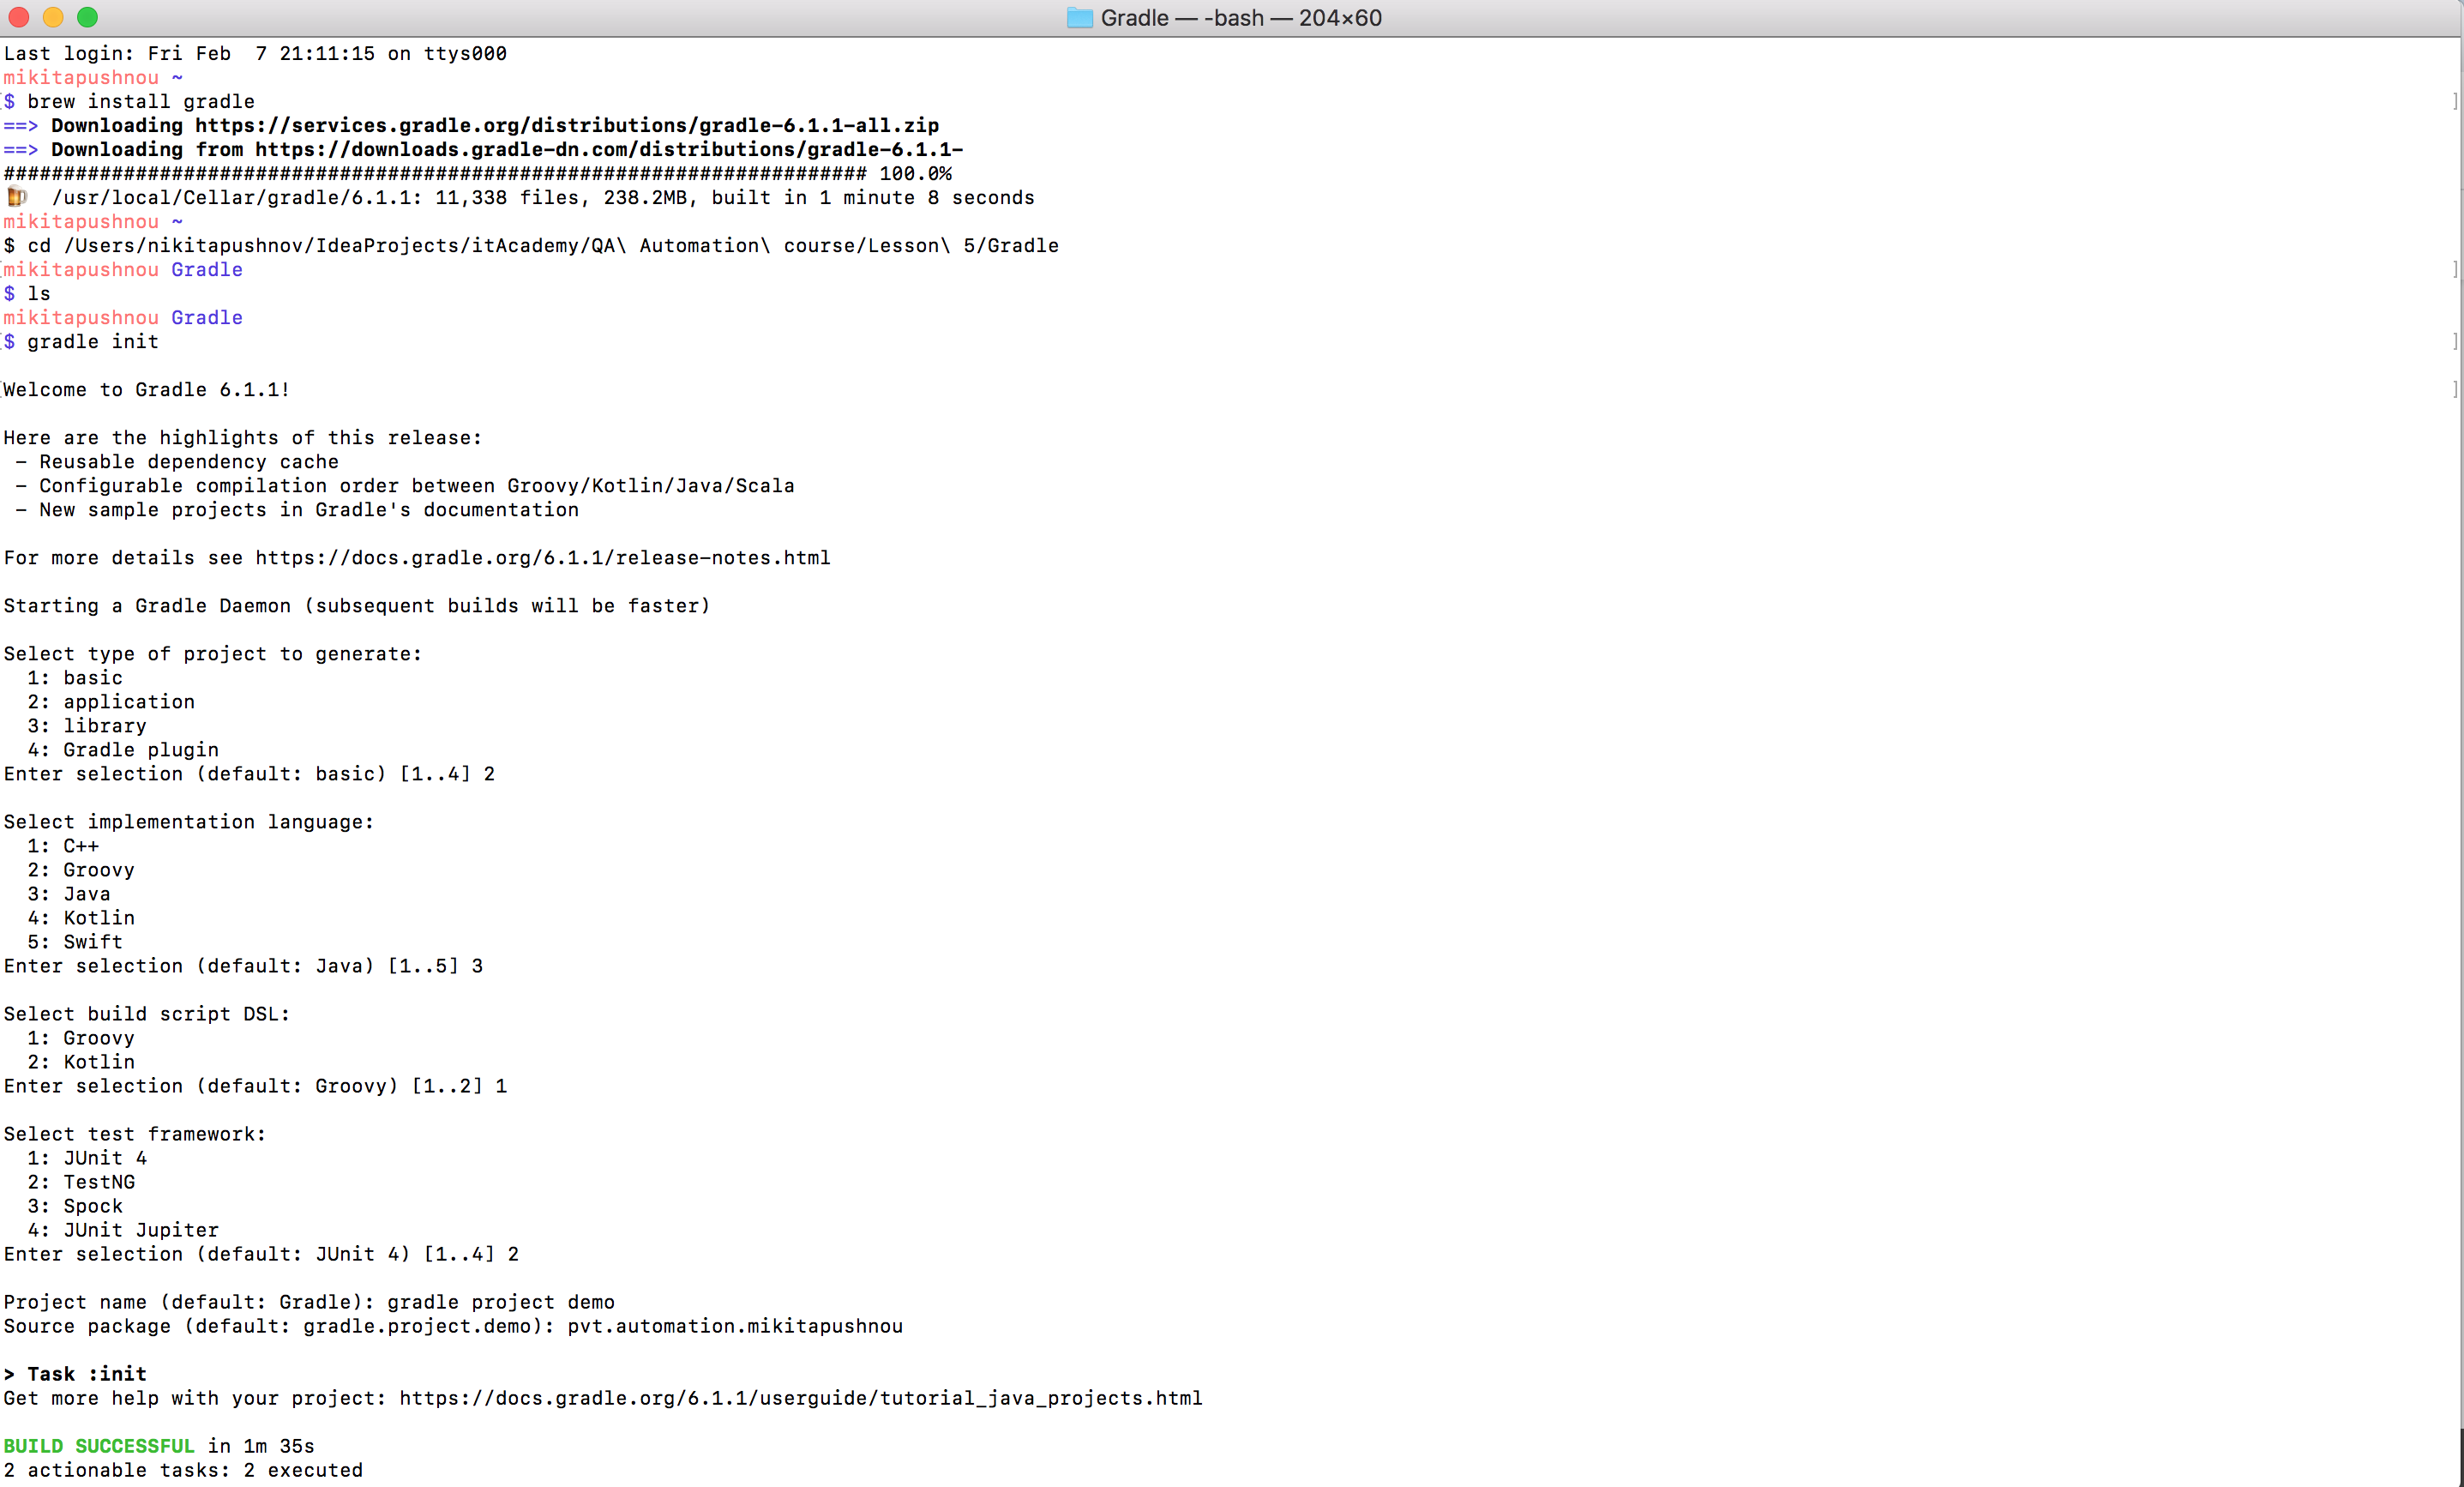 Gradle — -bash — 204×60
Last login: Fri Feb  7 21:11:15 on ttys000
mikitapushnou ~
[$ brew install gradle ]
==> Downloading https://services.gradle.org/distributions/gradle-6.1.1-all.zip
==> Downloading from https://downloads.gradle-dn.com/distributions/gradle-6.1.1-
######################################################################## 100.0%
🍺  /usr/local/Cellar/gradle/6.1.1: 11,338 files, 238.2MB, built in 1 minute 8 seconds
mikitapushnou ~
$ cd /Users/nikitapushnov/IdeaProjects/itAcademy/QA\ Automation\ course/Lesson\ 5/Gradle
[mikitapushnou Gradle ]
$ ls
mikitapushnou Gradle
[$ gradle init ]
[Welcome to Gradle 6.1.1! ]
Here are the highlights of this release:
 - Reusable dependency cache
 - Configurable compilation order between Groovy/Kotlin/Java/Scala
 - New sample projects in Gradle's documentation
For more details see https://docs.gradle.org/6.1.1/release-notes.html
Starting a Gradle Daemon (subsequent builds will be faster)
Select type of project to generate:
  1: basic
  2: application
  3: library
  4: Gradle plugin
Enter selection (default: basic) [1..4] 2
Select implementation language:
  1: C++
  2: Groovy
  3: Java
  4: Kotlin
  5: Swift
Enter selection (default: Java) [1..5] 3
Select build script DSL:
  1: Groovy
  2: Kotlin
Enter selection (default: Groovy) [1..2] 1
Select test framework:
  1: JUnit 4
  2: TestNG
  3: Spock
  4: JUnit Jupiter
Enter selection (default: JUnit 4) [1..4] 2
Project name (default: Gradle): gradle project demo
Source package (default: gradle.project.demo): pvt.automation.mikitapushnou
> Task :init
Get more help with your project: https://docs.gradle.org/6.1.1/userguide/tutorial_java_projects.html
BUILD SUCCESSFUL in 1m 35s
2 actionable tasks: 2 executed